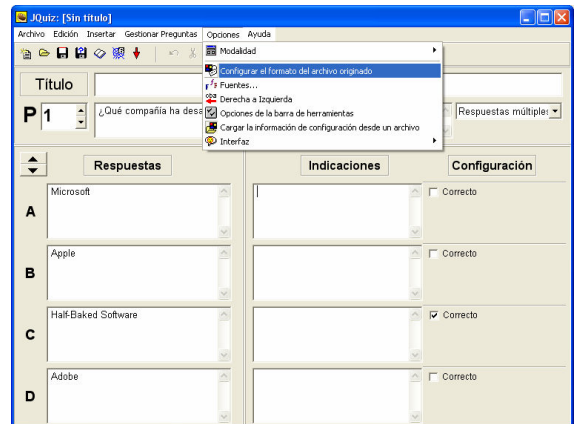 JQuiz: [Sin título]
Archivo Edición Insertar Gestionar Preguntas Opciones Ayuda
Modalidad
Configurar el formato del archivo originado
Título
Fuentes...
Derecha a Izquierda
P 1 ¿Qué compañía ha desa Respuestas múltiples
Opciones de la barra de herramientas
Cargar la información de configuración desde un archivo
Interfaz
Respuestas Indicaciones Configuración
A Microsoft Correcto
B Apple Correcto
C Half-Baked Software Correcto
D Adobe Correcto